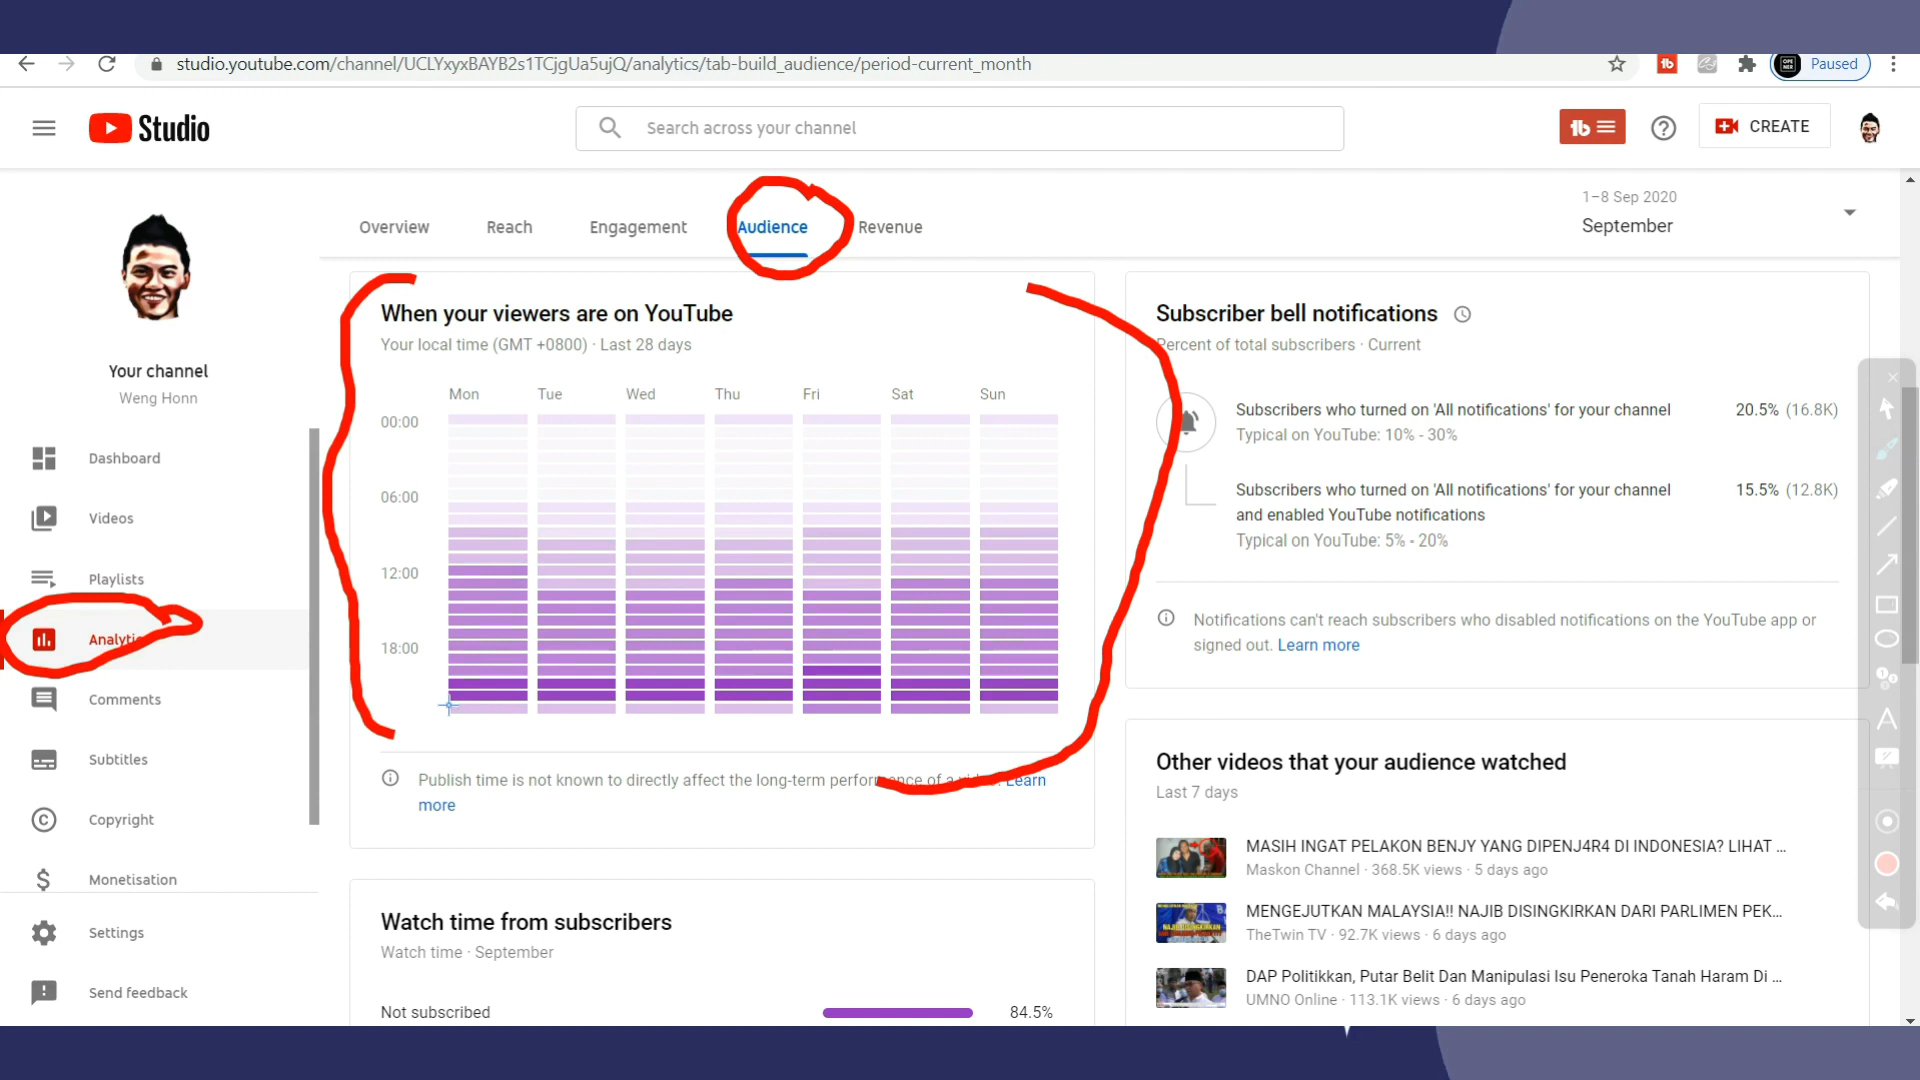 studio.youtube.com/channel/UCLYxyxBAYB2s1TCjgUa5ujQ/analytics/tab-build_audience/period-current_month
Paused
Studio
Search across your channel
CREATE
Your channel
Weng Honn
Dashboard
Videos
Playlists
Analytic
Comments
Subtitles
Copyright
Monetisation
Settings
Send feedback
Overview
Reach
Engagement
Audience
Revenue
1–8 Sep 2020
September
When your viewers are on YouTube
Your local time (GMT +0800) · Last 28 days
Mon Tue Wed Thu Fri Sat Sun
00:00
06:00
12:00
18:00
Publish time is not known to directly affect the long-term performance of a video. Learn
more
Watch time from subscribers
Watch time · September
Not subscribed 84.5%
Subscriber bell notifications
Percent of total subscribers · Current
Subscribers who turned on 'All notifications' for your channel 20.5% (16.8K)
Typical on YouTube: 10% - 30%
Subscribers who turned on 'All notifications' for your channel 15.5% (12.8K)
and enabled YouTube notifications
Typical on YouTube: 5% - 20%
Notifications can't reach subscribers who disabled notifications on the YouTube app or
signed out. Learn more
Other videos that your audience watched
Last 7 days
MASIH INGAT PELAKON BENJY YANG DIPENJ4R4 DI INDONESIA? LIHAT ...
Maskon Channel · 368.5K views · 5 days ago
MENGEJUTKAN MALAYSIA!! NAJIB DISINGKIRKAN DARI PARLIMEN PEK...
TheTwin TV · 92.7K views · 6 days ago
DAP Politikkan, Putar Belit Dan Manipulasi Isu Peneroka Tanah Haram Di ...
UMNO Online · 113.1K views · 6 days ago